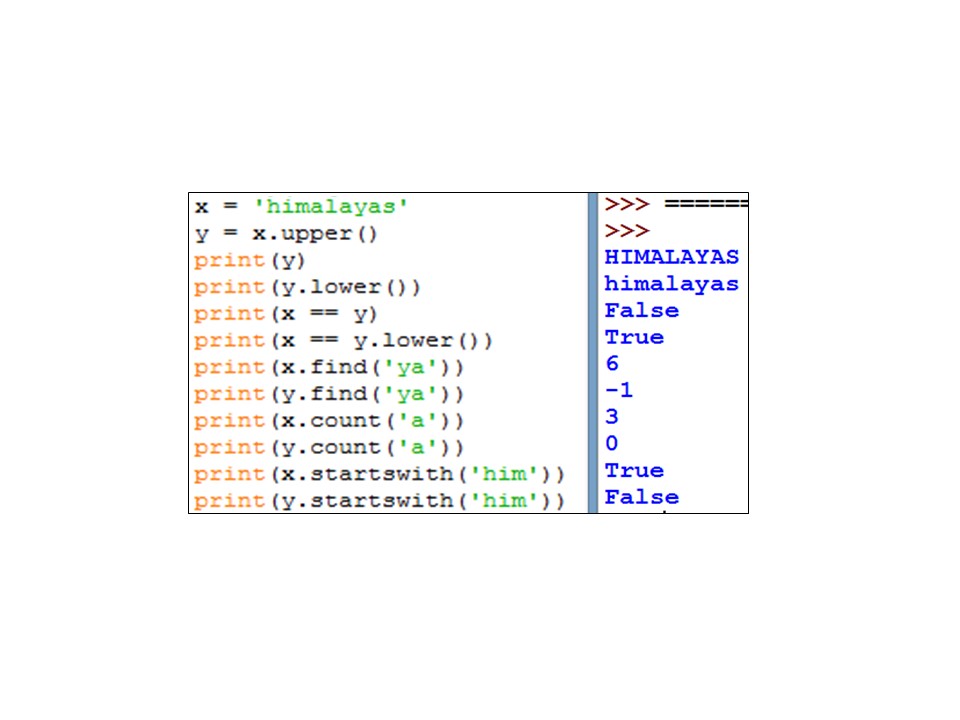 x = 'himalayas'
y = x.upper()
print(y)
print(y.lower())
print(x == y)
print(x == y.lower())
print(x.find('ya'))
print(y.find('ya'))
print(x.count('a'))
print(y.count('a'))
print(x.startswith('him'))
print(y.startswith('him'))
>>> ======
>>>
HIMALAYAS
himalayas
False
True
6
-1
3
0
True
False